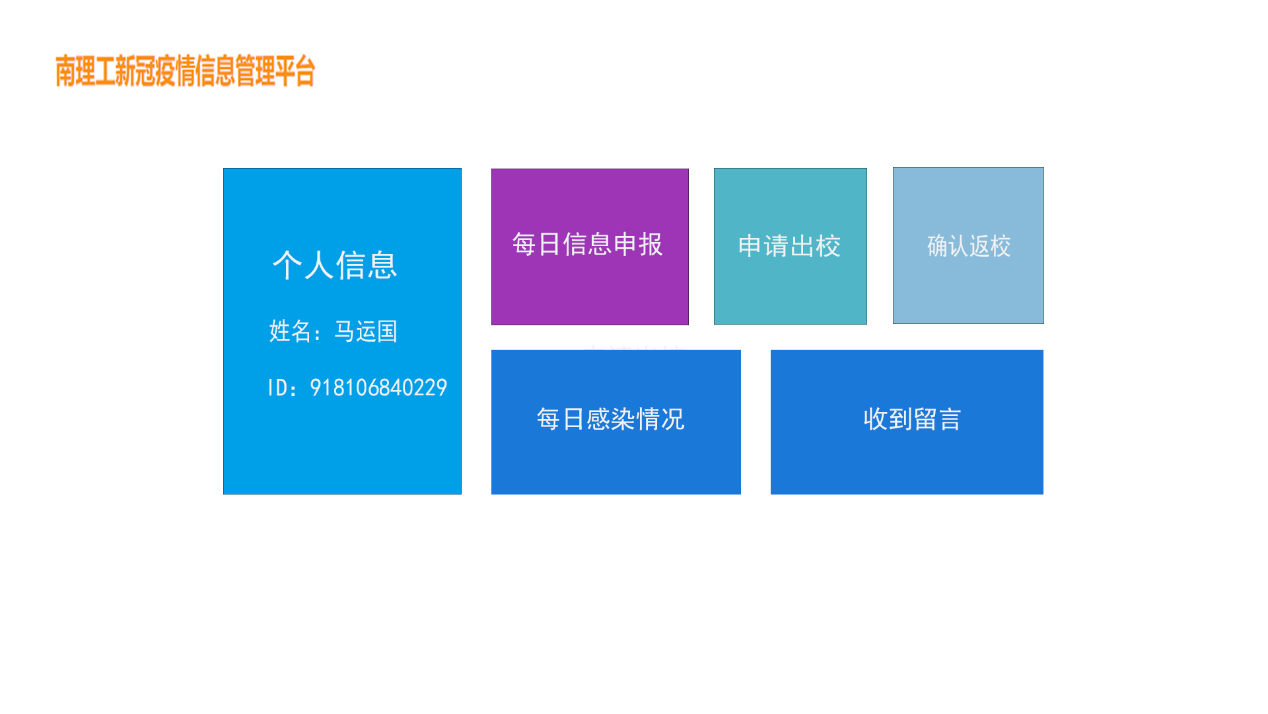 南理工新冠疫情信息管理平台
个人信息
姓名：马运国
ID：918106840229
每日信息申报
申请出校
确认返校
每日感染情况
收到留言